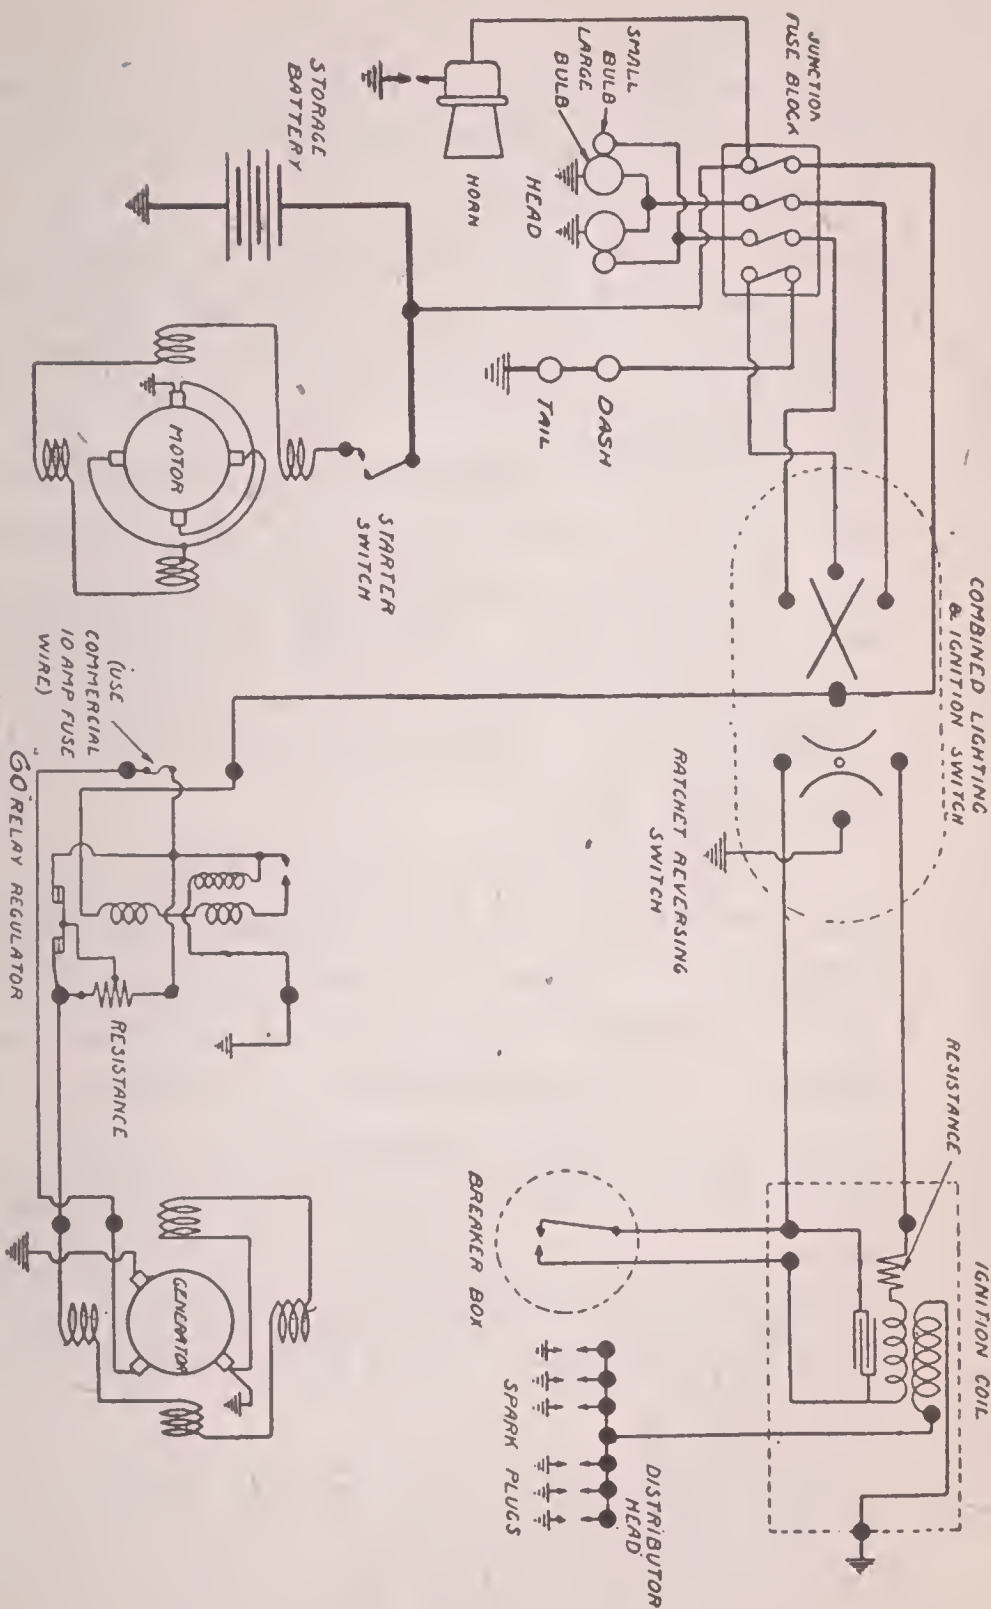 COMBINED LIGHTING
& IGNITION SWITCH
IGNITION COIL
RESISTANCE
JUNCTION
FUSE BLOCK
SMALL
BULB
LARGE
BULB
HEAD
HORN
STORAGE
BATTERY
DASH
TAIL
RATCHET REVERSING
SWITCH
BREAKER BOX
DISTRIBUTOR
HEAD
SPARK PLUGS
STARTER
SWITCH
MOTOR
(USE
COMMERCIAL
10 AMP FUSE
WIRE)
RESISTANCE
GENERATOR
"60" RELAY REGULATOR